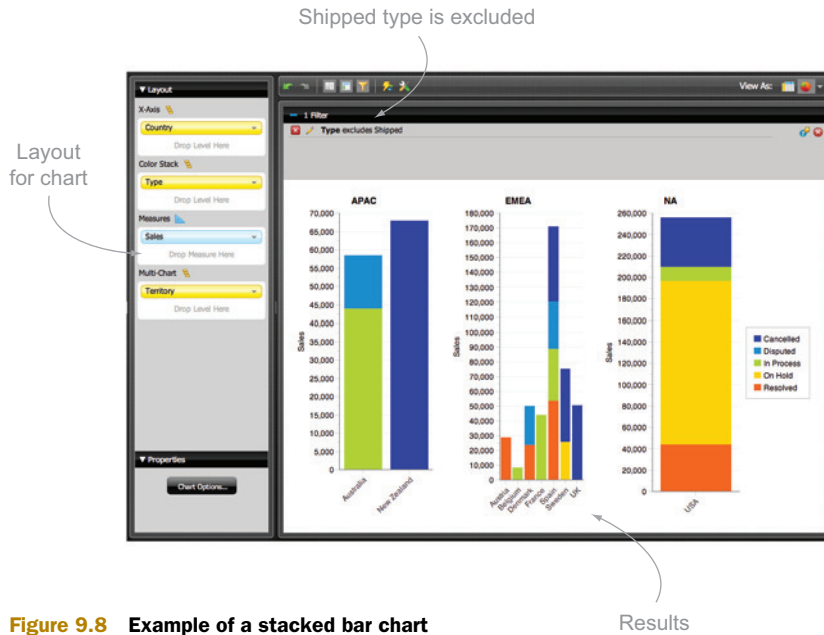 Shipped type is excluded
Layout
for chart
▼ Layout
X-Axis
Country
Drop Level Here
Color Stack
Type
Drop Level Here
Measures
Sales
Drop Measure Here
Multi-Chart
Territory
Drop Level Here
▼ Properties
Chart Options...
View As:
1 Filter
Type excludes Shipped
APAC
70,000
65,000
60,000
55,000
50,000
45,000
40,000
35,000
30,000
25,000
20,000
15,000
10,000
5,000
0
Sales
Australia
New Zealand
EMEA
180,000
170,000
160,000
150,000
140,000
130,000
120,000
110,000
100,000
90,000
80,000
70,000
60,000
50,000
40,000
30,000
20,000
10,000
0
Sales
Austria
Belgium
Denmark
France
Spain
Sweden
UK
NA
260,000
240,000
220,000
200,000
180,000
160,000
140,000
120,000
100,000
80,000
60,000
40,000
20,000
0
Sales
USA
Cancelled
Disputed
In Process
On Hold
Resolved
Results
Figure 9.8 Example of a stacked bar chart